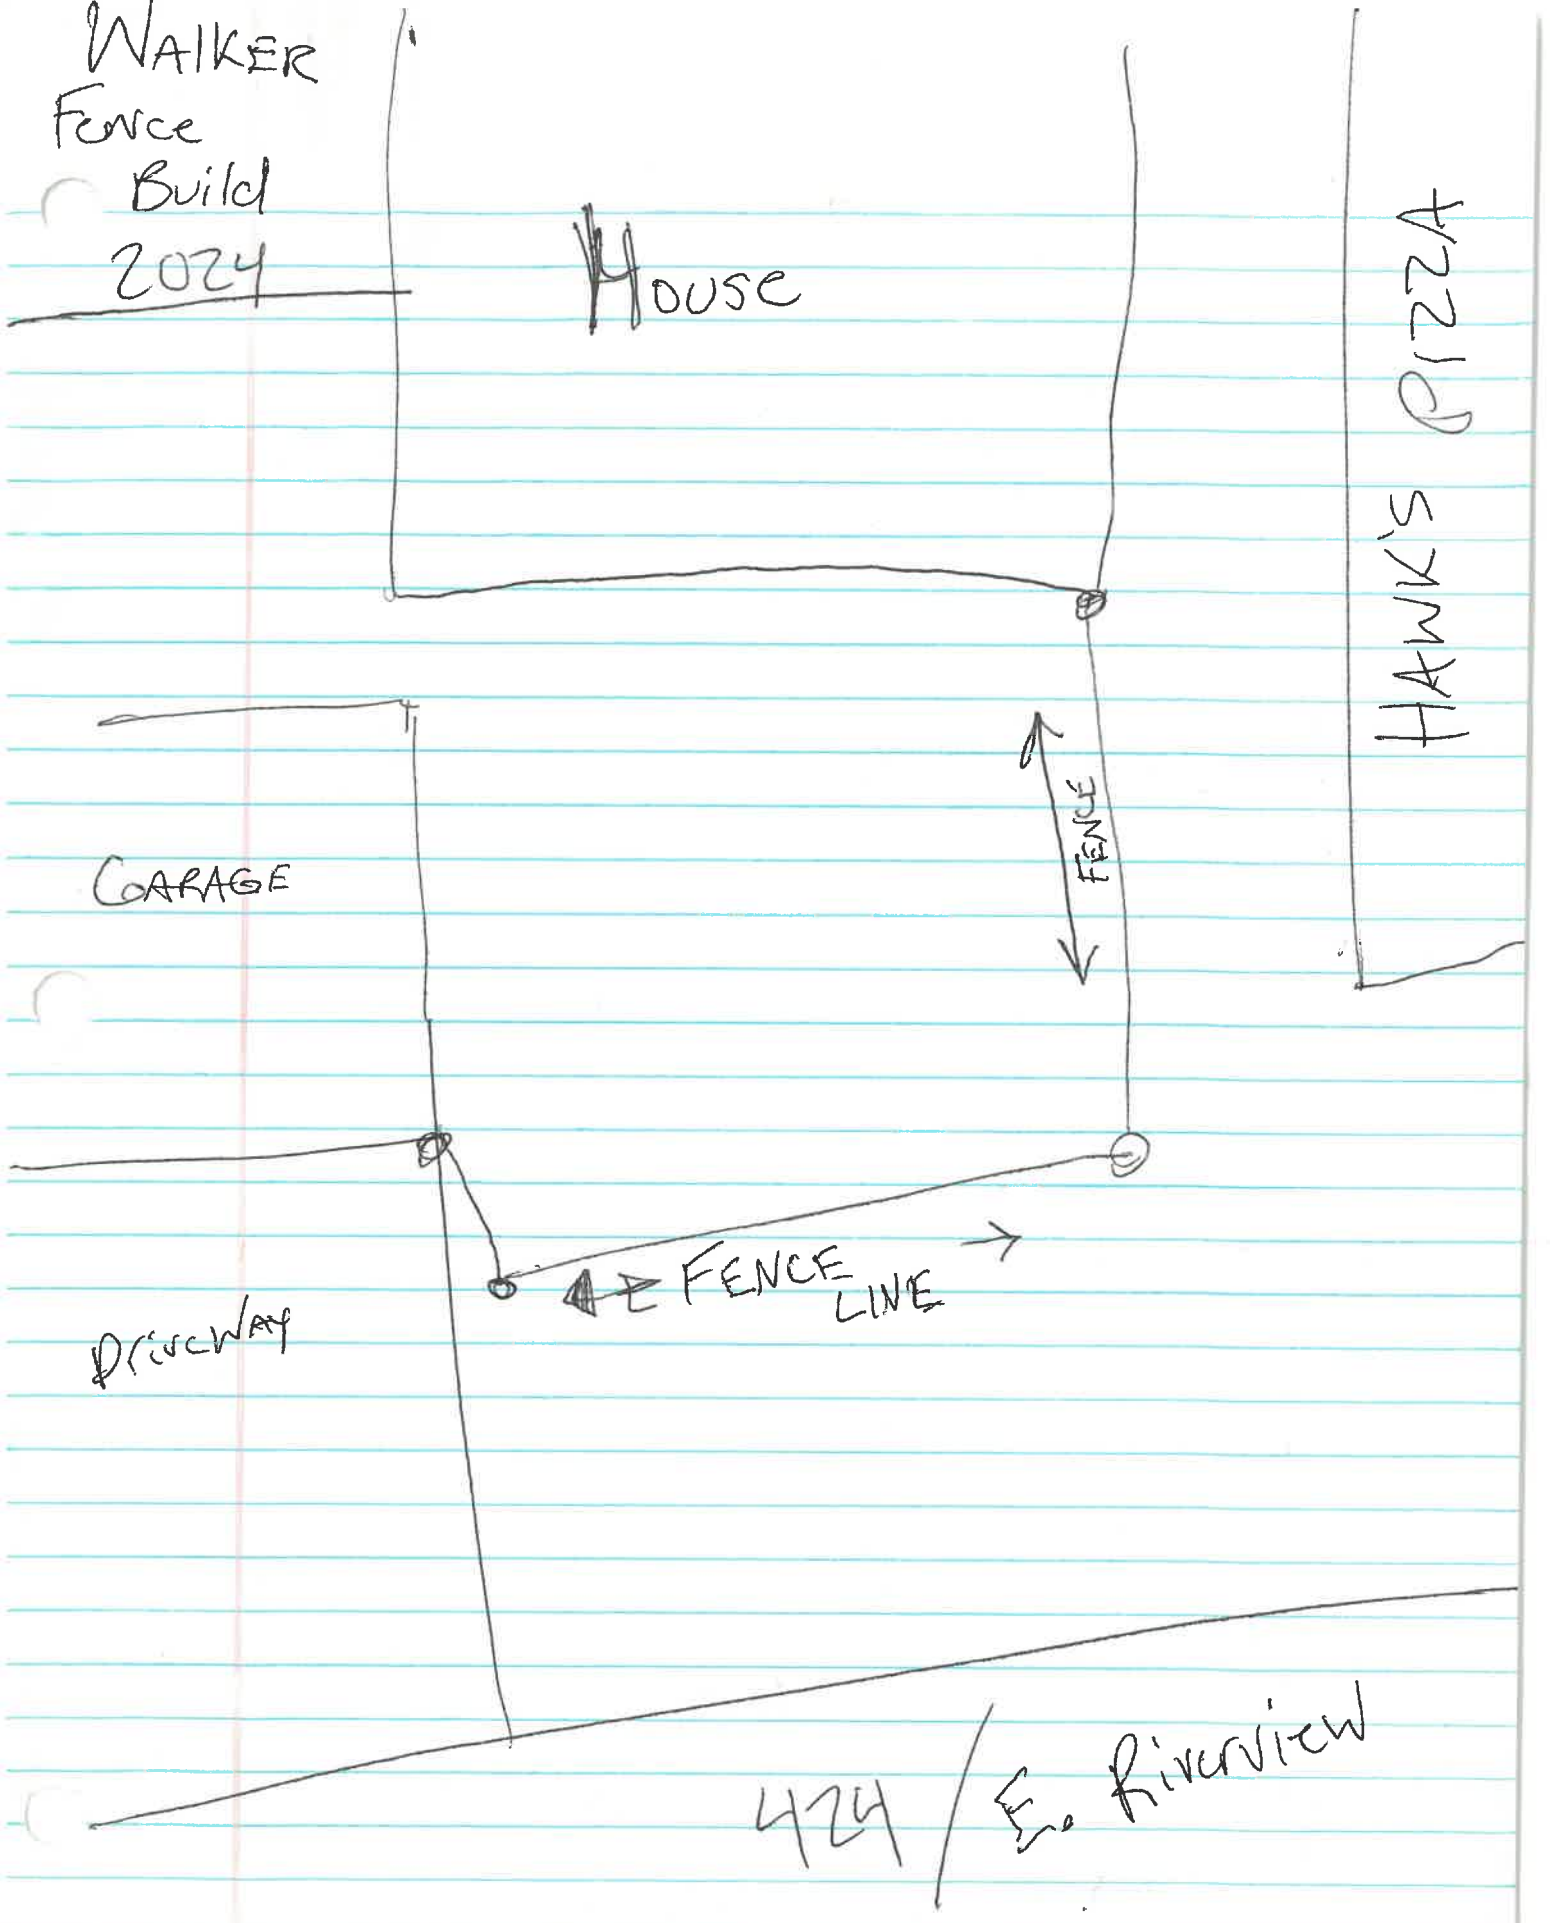 WALKER
Fence
Build
2024
House
HAWK'S PIZZA
FENCE
GARAGE
FENCE
LINE
DriveWAY
424 / E. Riverview